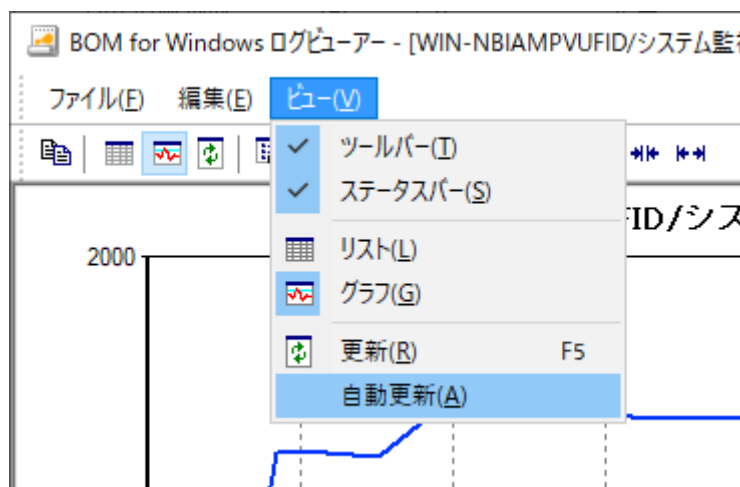 BOM for Windows ログビューアー - [WIN-NBIAMPVUFID/システム監視
ファイル(F) 編集(E) ビュー(V)
ツールバー(T)
ステータスバー(S)
FID/シス
2000
リスト(L)
グラフ(G)
更新(R) F5
自動更新(A)